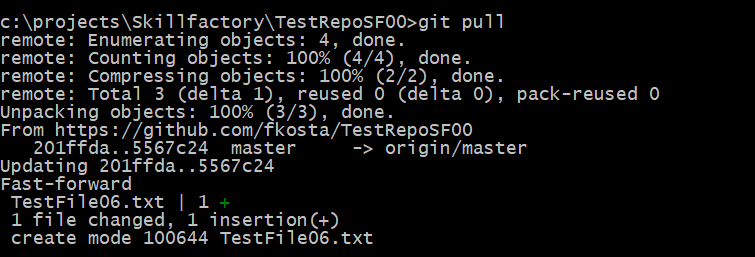 c:\projects\Skillfactory\TestRepoSF00>git pull
remote: Enumerating objects: 4, done.
remote: Counting objects: 100% (4/4), done.
remote: Compressing objects: 100% (2/2), done.
remote: Total 3 (delta 1), reused 0 (delta 0), pack-reused 0
Unpacking objects: 100% (3/3), done.
From https://github.com/fkosta/TestRepoSF00
   201ffda..5567c24  master     -> origin/master
Updating 201ffda..5567c24
Fast-forward
 TestFile06.txt | 1 +
 1 file changed, 1 insertion(+)
 create mode 100644 TestFile06.txt